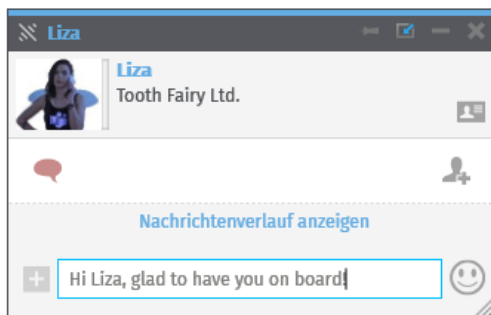 Liza
Liza
Tooth Fairy Ltd.
Nachrichtenverlauf anzeigen
Hi Liza, glad to have you on board!